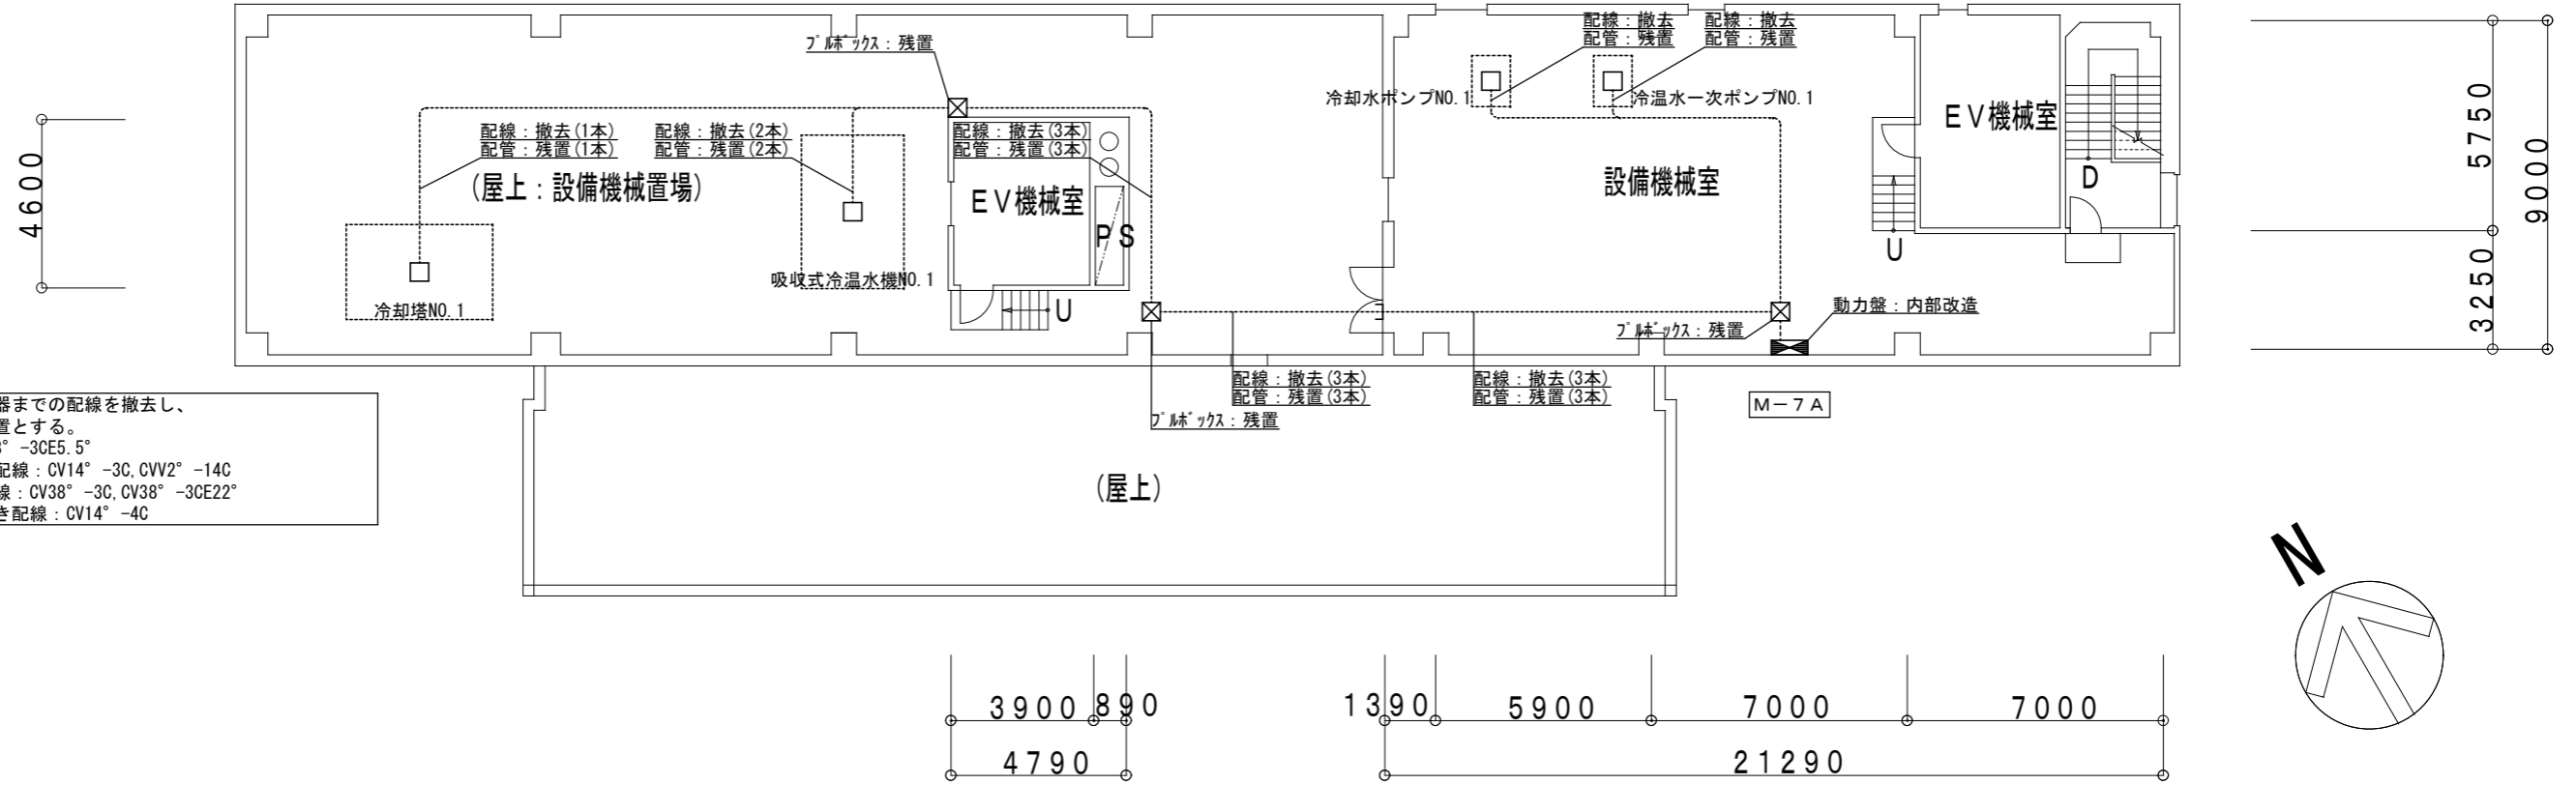 プルボックス：残置
配線：撤去
配管：残置
配線：撤去
配管：残置
冷却水ポンプNO.1
冷温水一次ポンプNO.1
EV機械室
配線：撤去(1本)
配管：残置(1本)
配線：撤去(2本)
配管：残置(2本)
配線：撤去(3本)
配管：残置(3本)
(屋上：設備機械置場)
EV機械室
PS
設備機械室
D
U
吸収式冷温水機NO.1
冷却塔NO.1
U
動力盤：内部改造
プルボックス：残置
配線：撤去(3本)
配管：残置(3本)
配線：撤去(3本)
配管：残置(3本)
プルボックス：残置
M－7A
4600
5750
9000
3250
器までの配線を撤去し、
置とする。
°-3CE5.5°
配線：CV14°-3C,CVV2°-14C
線：CV38°-3C,CV38°-3CE22°
き配線：CV14°-4C
(屋上)
N
3900
890
1390
5900
7000
7000
4790
21290